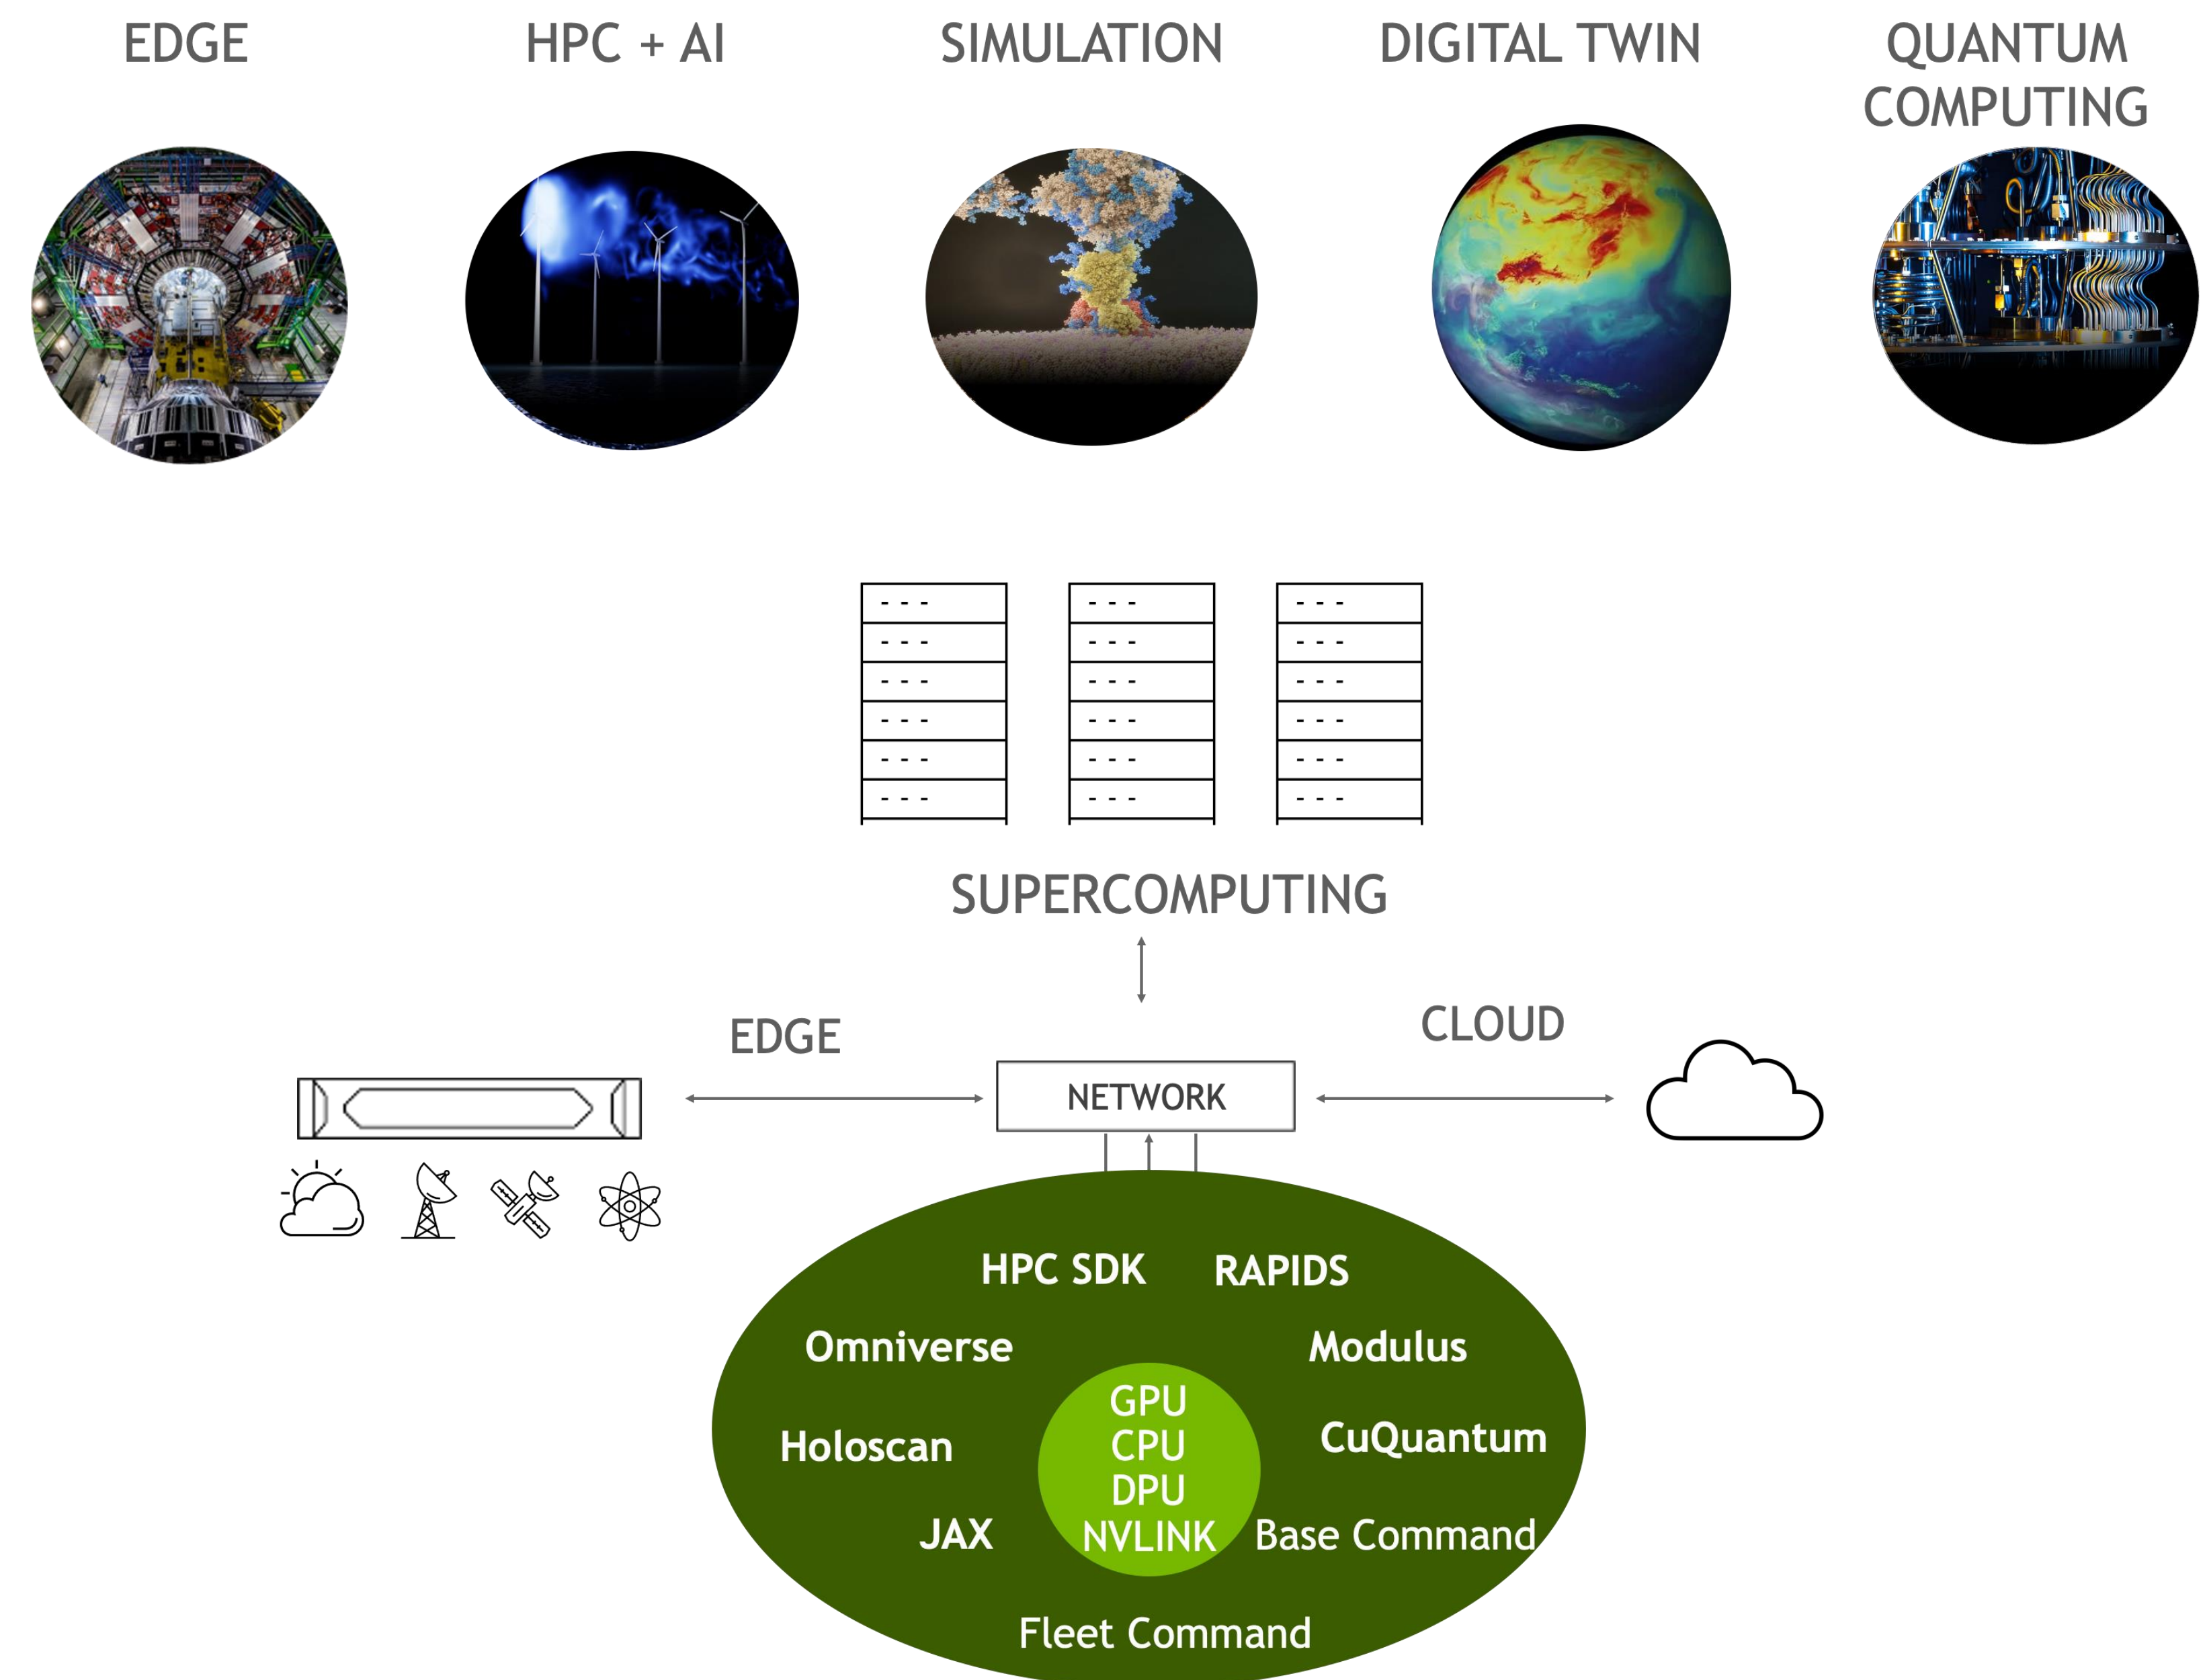 EDGE
HPC + AI
SIMULATION
DIGITAL TWIN
QUANTUM
COMPUTING
SUPERCOMPUTING
EDGE
CLOUD
NETWORK
HPC SDK
RAPIDS
Omniverse
Modulus
Holoscan
CuQuantum
JAX
Base Command
Fleet Command
GPU
CPU
DPU
NVLINK